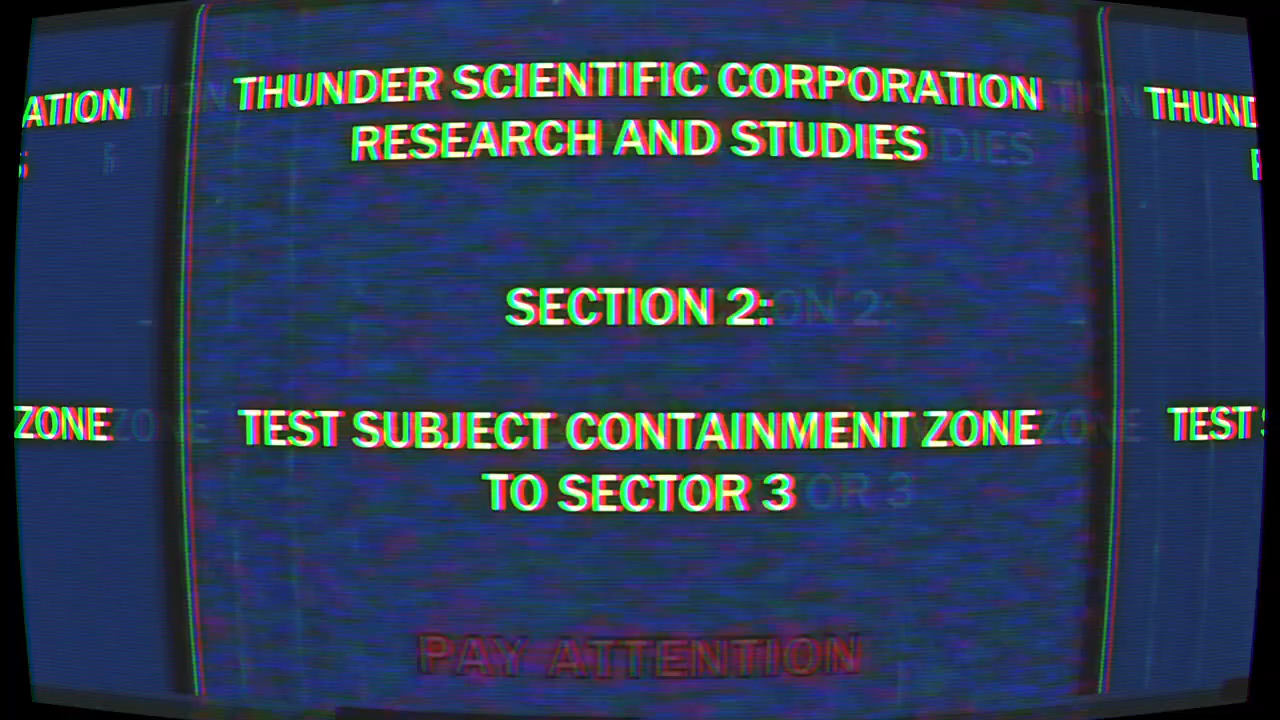 THUNDER SCIENTIFIC CORPORATION
RESEARCH AND STUDIES
SECTION 2:
TEST SUBJECT CONTAINMENT ZONE
TO SECTOR 3
PAY ATTENTION